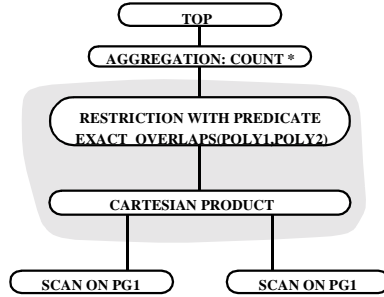 TOP
AGGREGATION: COUNT *
RESTRICTION WITH PREDICATE
EXACT_OVERLAPS(POLY1,POLY2)
CARTESIAN PRODUCT
SCAN ON PG1 SCAN ON PG1